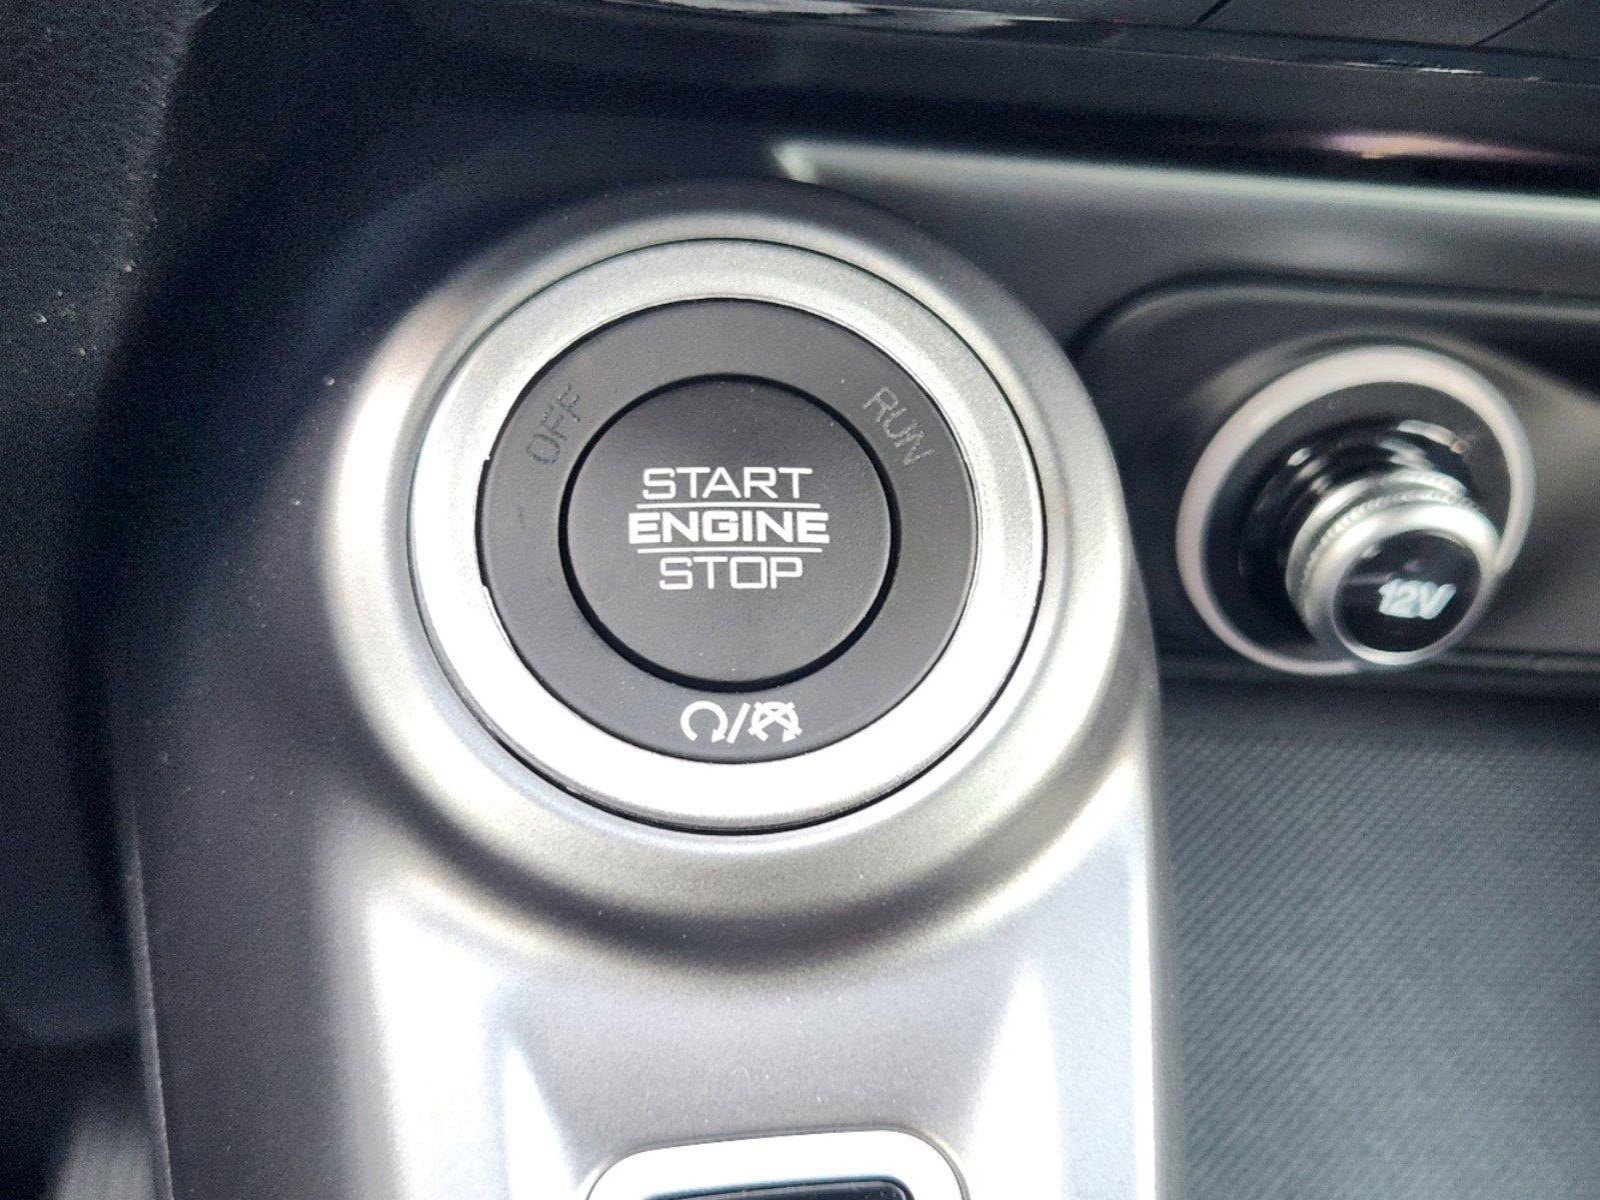 OFF
RUN
START
ENGINE
STOP
12V